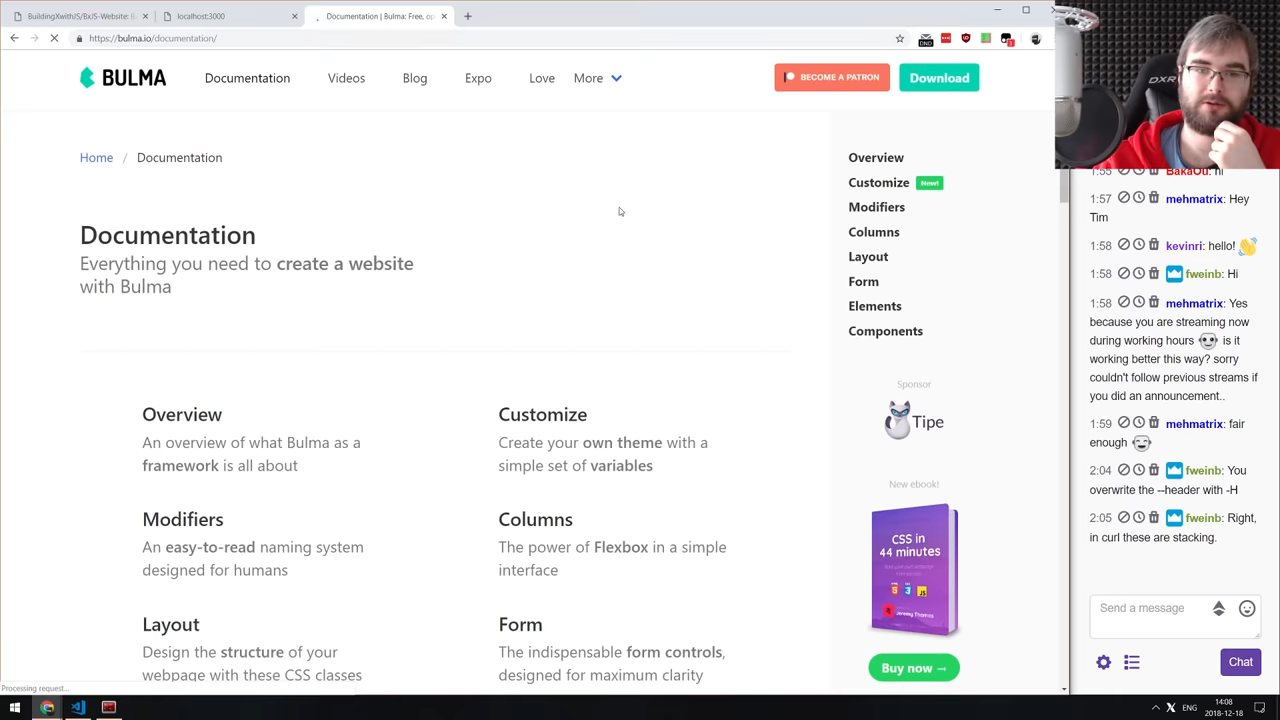 BuildingXwithJS/BxJS-Website: B
localhost:3000
Documentation | Bulma: Free, op
https://bulma.io/documentation/
DND
BULMA
Documentation
Videos
Blog
Expo
Love
More
BECOME A PATRON
Download
Home / Documentation
Documentation
Everything you need to create a website
with Bulma
Overview
An overview of what Bulma as a
framework is all about
Customize
Create your own theme with a
simple set of variables
Modifiers
An easy-to-read naming system
designed for humans
Columns
The power of Flexbox in a simple
interface
Layout
Design the structure of your
webpage with these CSS classes
Form
The indispensable form controls,
designed for maximum clarity
Overview
Customize New!
Modifiers
Columns
Layout
Form
Elements
Components
Sponsor
Tipe
New ebook!
CSS in
44 minutes
Jeremy Thomas
Buy now →
Processing request...
DXR
1:55 BakaOu: hi
1:57 mehmatrix: Hey
Tim
1:58 kevinri: hello!
1:58 fweinb: Hi
1:58 mehmatrix: Yes
because you are streaming now
during working hours is it
working better this way? sorry
couldn't follow previous streams if
you did an announcement..
1:59 mehmatrix: fair
enough
2:04 fweinb: You
overwrite the --header with -H
2:05 fweinb: Right,
in curl these are stacking.
Send a message
Chat
ENG
14:08
2018-12-18